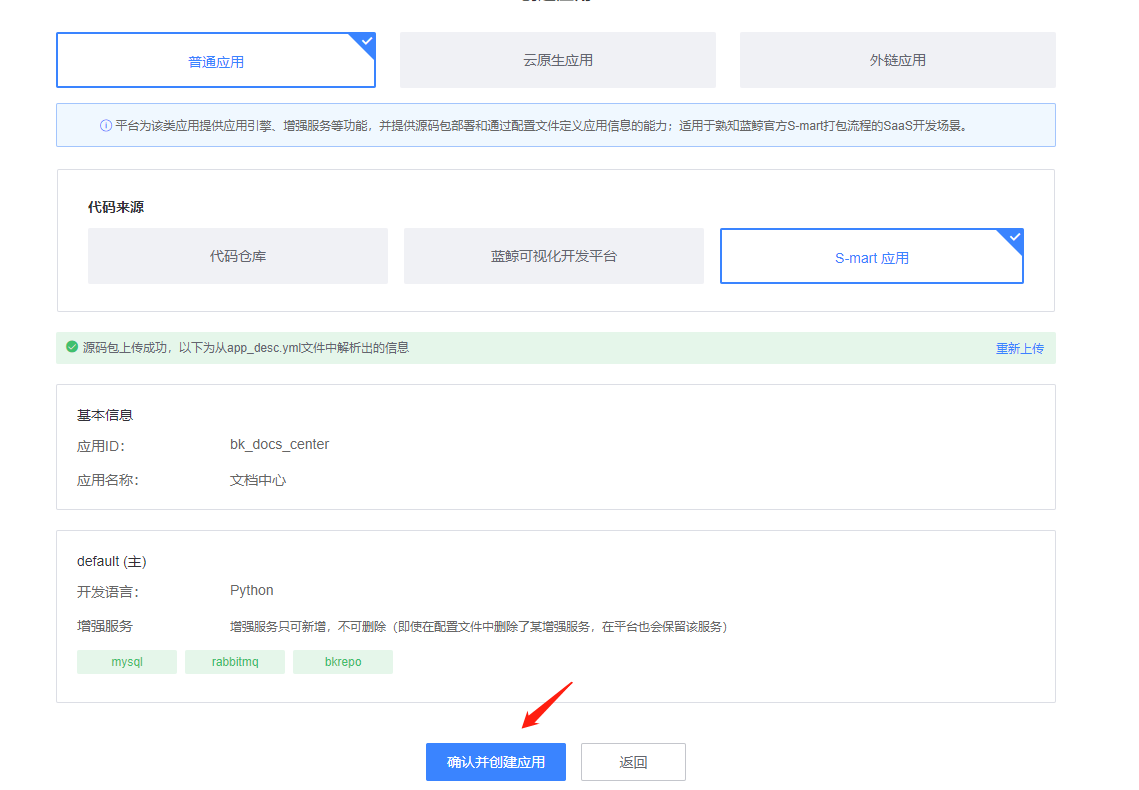 普通应用
云原生应用
外链应用
平台为该类应用提供应用引擎、增强服务等功能，并提供源码包部署和通过配置文件定义应用信息的能力；适用于熟知蓝鲸官方S-mart打包流程的SaaS开发场景。
代码来源
代码仓库
蓝鲸可视化开发平台
S-mart 应用
源码包上传成功，以下为从app_desc.yml文件中解析出的信息
重新上传
基本信息
应用ID：
bk_docs_center
应用名称：
文档中心
default (主)
开发语言：
Python
增强服务
增强服务只可新增，不可删除（即使在配置文件中删除了某增强服务，在平台也会保留该服务）
mysql
rabbitmq
bkrepo
确认并创建应用
返回